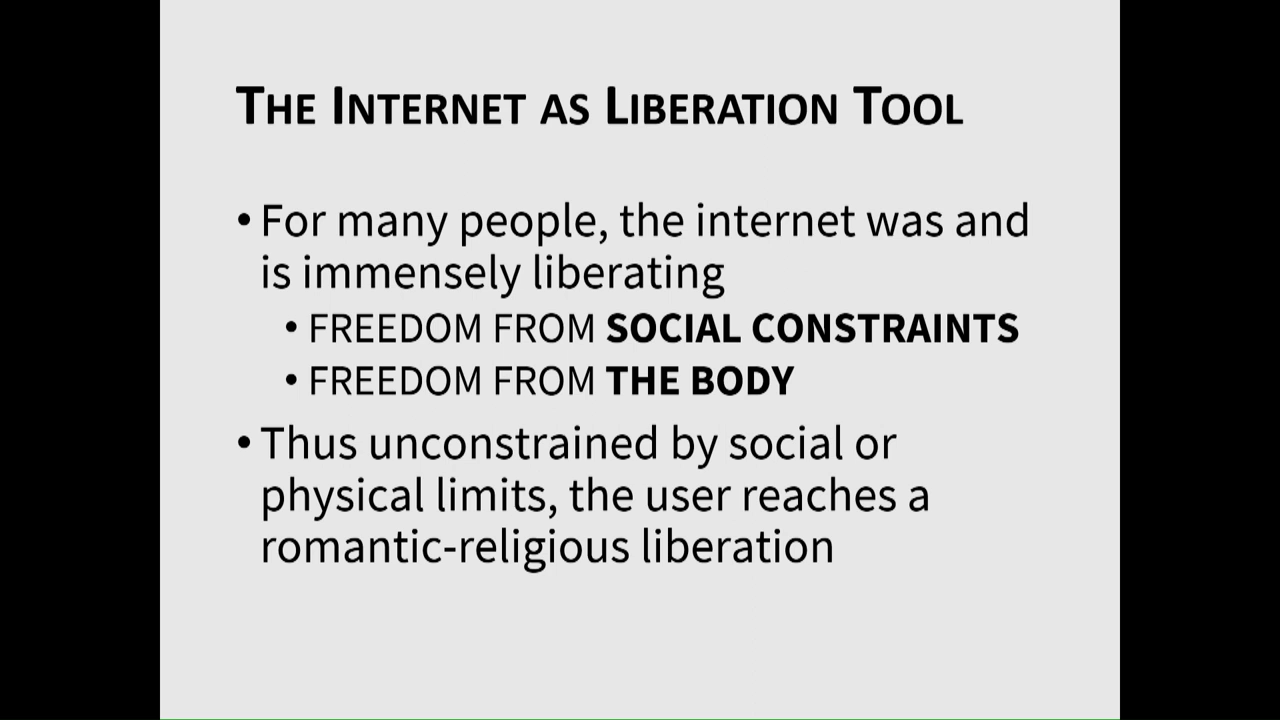 The Internet as Liberation Tool
• For many people, the internet was and
is immensely liberating
• FREEDOM FROM SOCIAL CONSTRAINTS
• FREEDOM FROM THE BODY
• Thus unconstrained by social or
physical limits, the user reaches a
romantic-religious liberation